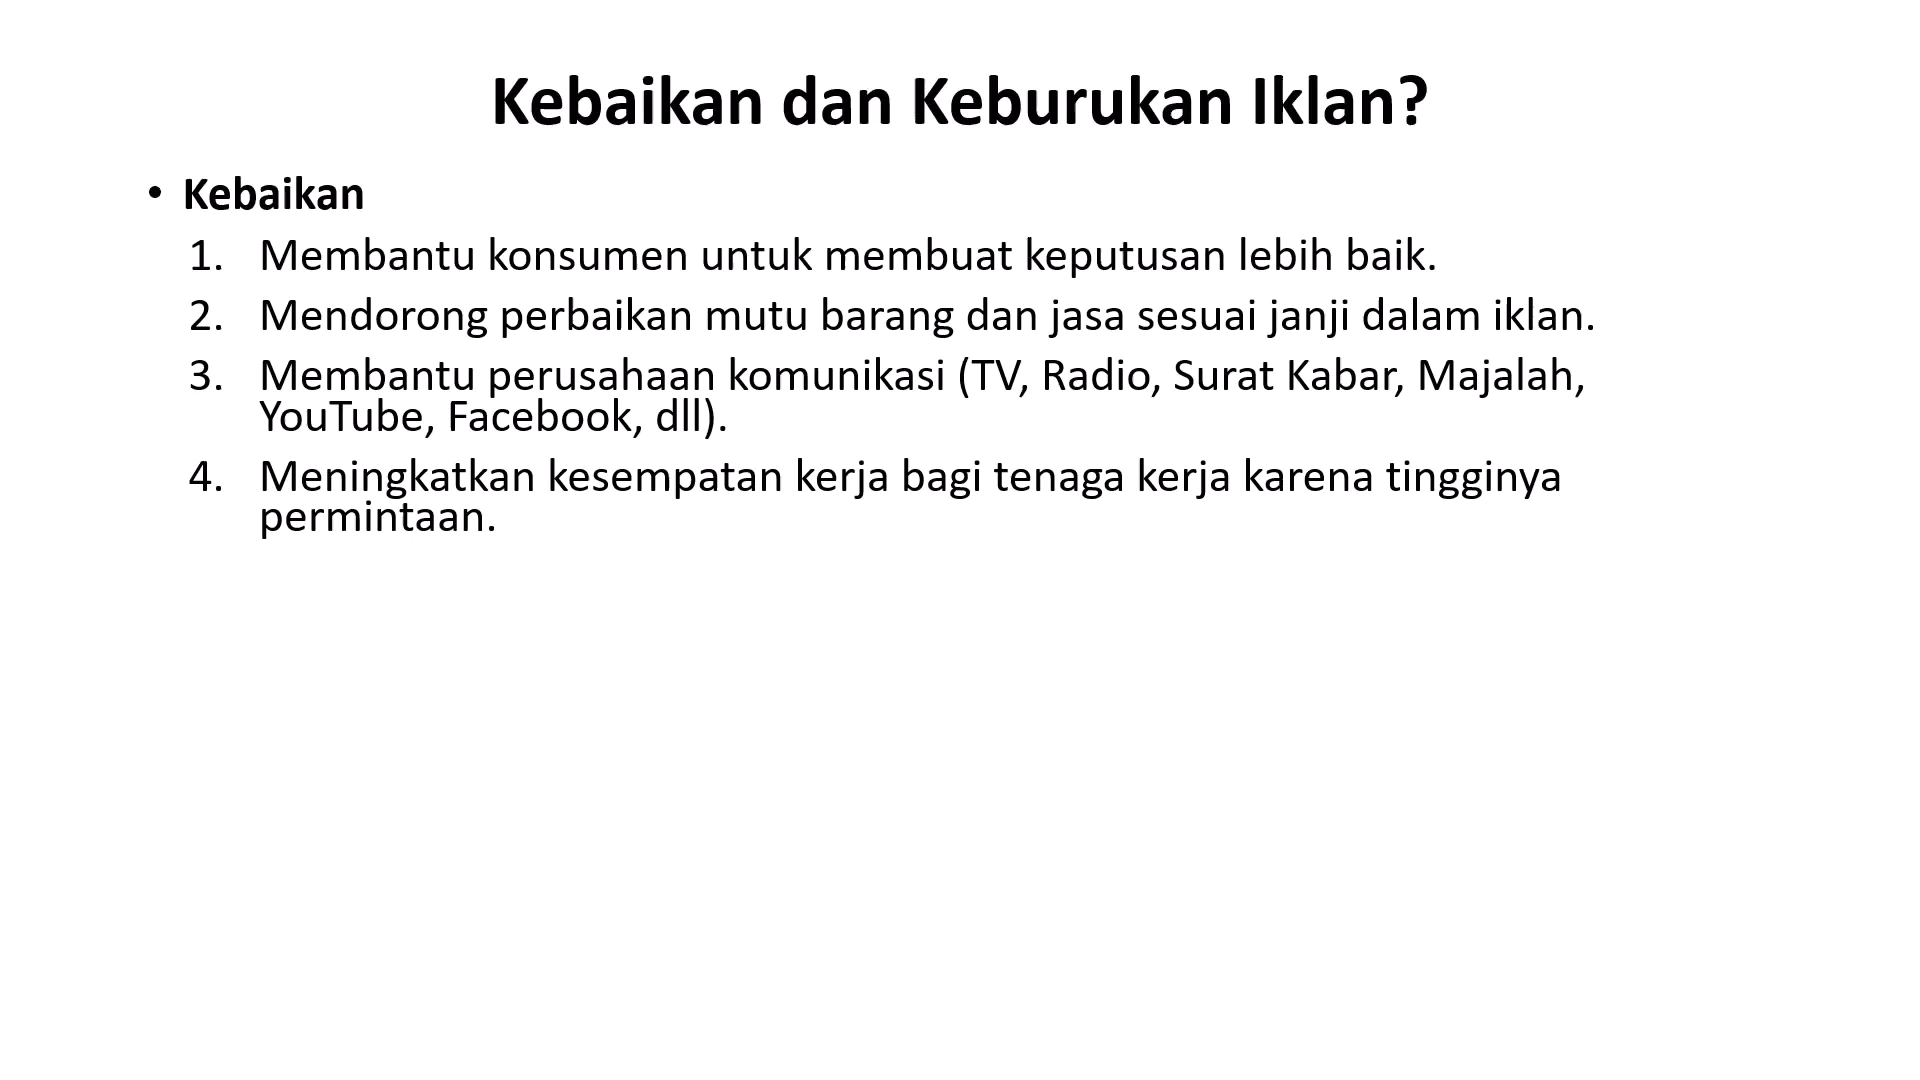 Kebaikan dan Keburukan Iklan?
• Kebaikan
1. Membantu konsumen untuk membuat keputusan lebih baik.
2. Mendorong perbaikan mutu barang dan jasa sesuai janji dalam iklan.
3. Membantu perusahaan komunikasi (TV, Radio, Surat Kabar, Majalah,
YouTube, Facebook, dll).
4. Meningkatkan kesempatan kerja bagi tenaga kerja karena tingginya
permintaan.